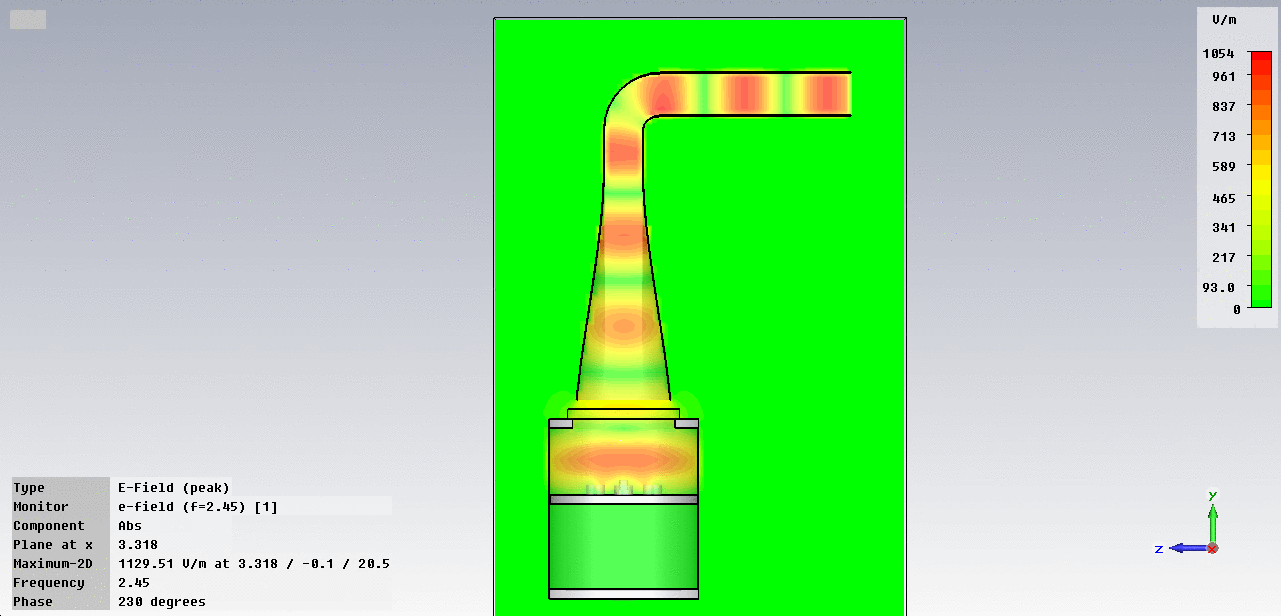 V/m
1054
961
837
713
589
465
341
217
93.0
0
Type E-Field (peak)
Monitor e-field (f=2.45) [1]
Component Abs
Plane at x 3.318
Maximum-2D 1129.51 V/m at 3.318 / -0.1 / 20.5
Frequency 2.45
Phase 230 degrees
y
z
x